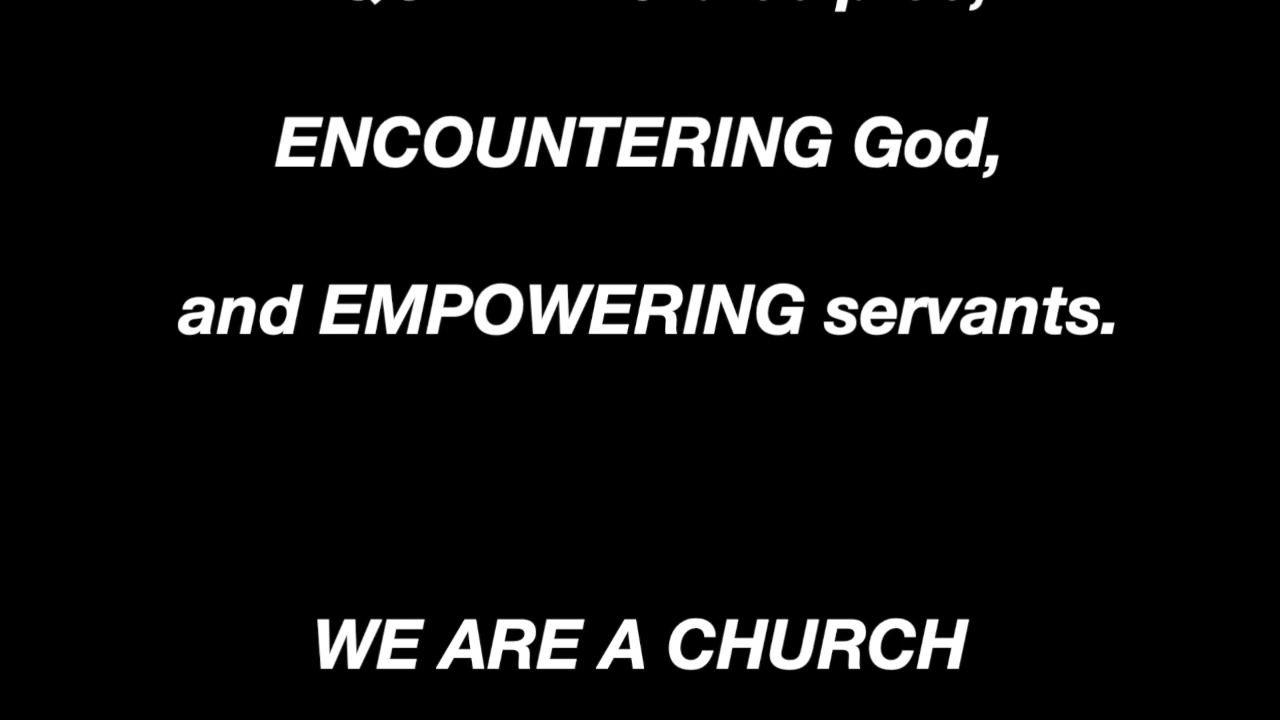 ENCOUNTERING God,
and EMPOWERING servants.
WE ARE A CHURCH